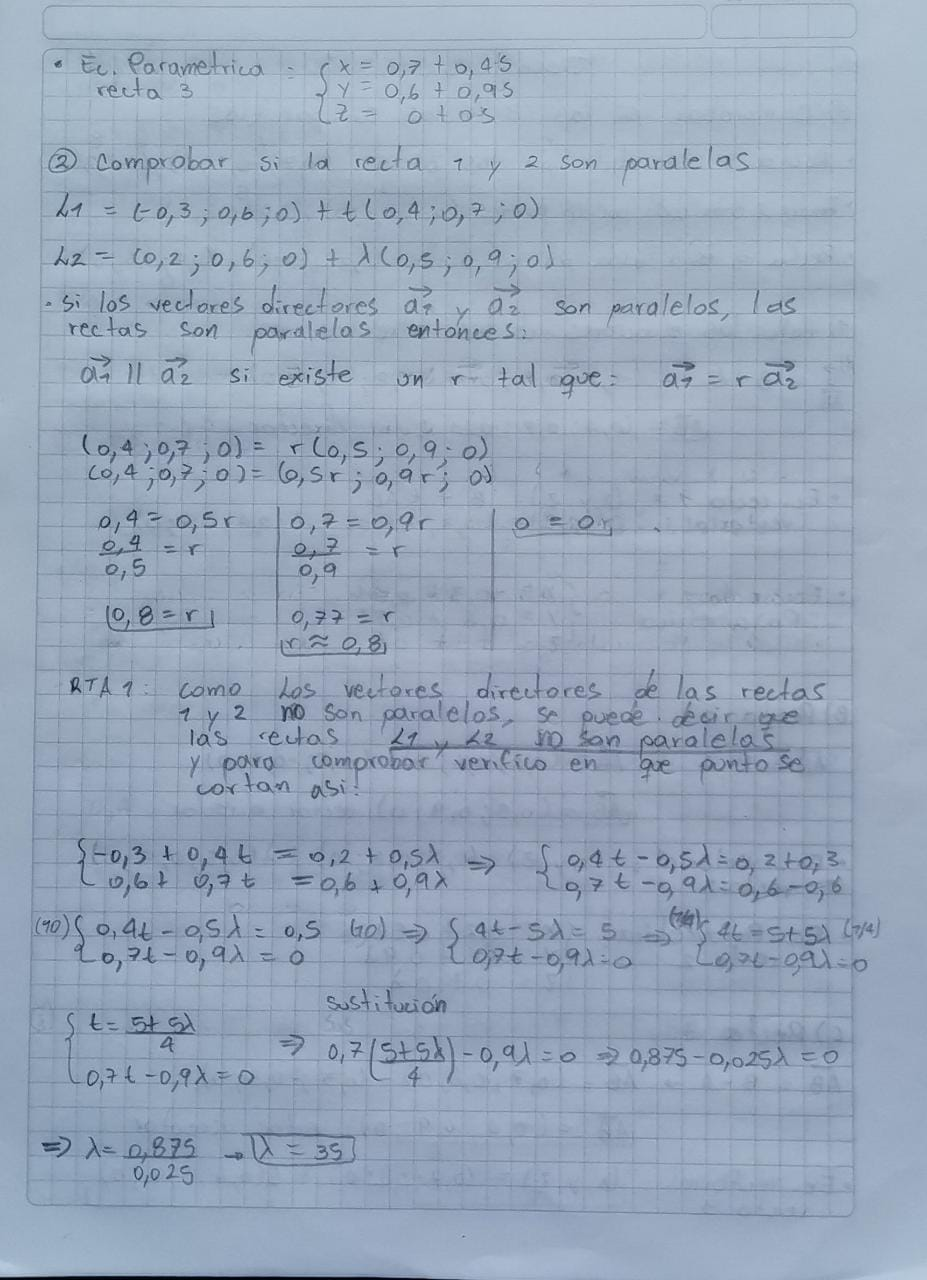 • Ec. Parametrica : { x = 0,7 + 0,4s
recta 3 y = 0,6 + 0,9s
z = 0 + 0s
② Comprobar si la recta 1 y 2 son paralelas
L1 = (-0,3 ; 0,6 ; 0) + t(0,4 ; 0,7 ; 0)
L2 = (0,2 ; 0,6 ; 0) + λ(0,5 ; 0,9 ; 0)
. si los vectores directores a₁→ y a₂→ son paralelos, las
rectas son paralelas entonces:
a₁→ || a₂→ si existe un r tal que: a₁→ = r a₂→
(0,4 ; 0,7 ; 0) = r(0,5 ; 0,9 ; 0)
(0,4 ; 0,7 ; 0) = (0,5r ; 0,9r ; 0)
0,4 = 0,5r | 0,7 = 0,9r | 0 = 0r
0,4/0,5 = r | 0,7/0,9 = r
0,8 = r | 0,77 = r
r ≈ 0,8
RTA 1: como Los vectores directores de las rectas
1 y 2 no son paralelos, se puede decir que
las rectas L1 y L2 no son paralelas
y para comprobar verifico en que punto se
cortan asi:
{ -0,3 + 0,4t = 0,2 + 0,5λ ⇒ { 0,4t - 0,5λ = 0,2 + 0,3
0,6 + 0,7t = 0,6 + 0,9λ 0,7t - 0,9λ = 0,6 - 0,6
(10) { 0,4t - 0,5λ = 0,5 (10) ⇒ { 4t - 5λ = 5 ⇒ (1/4) { 4t = 5 + 5λ (1/4)
0,7t - 0,9λ = 0 0,7t - 0,9λ = 0 0,7t - 0,9λ = 0
sustitución
{ t = (5 + 5λ)/4 ⇒ 0,7((5 + 5λ)/4) - 0,9λ = 0 ⇒ 0,875 - 0,025λ = 0
0,7t - 0,9λ = 0
⇒ λ = 0,875/0,025 → λ = 35